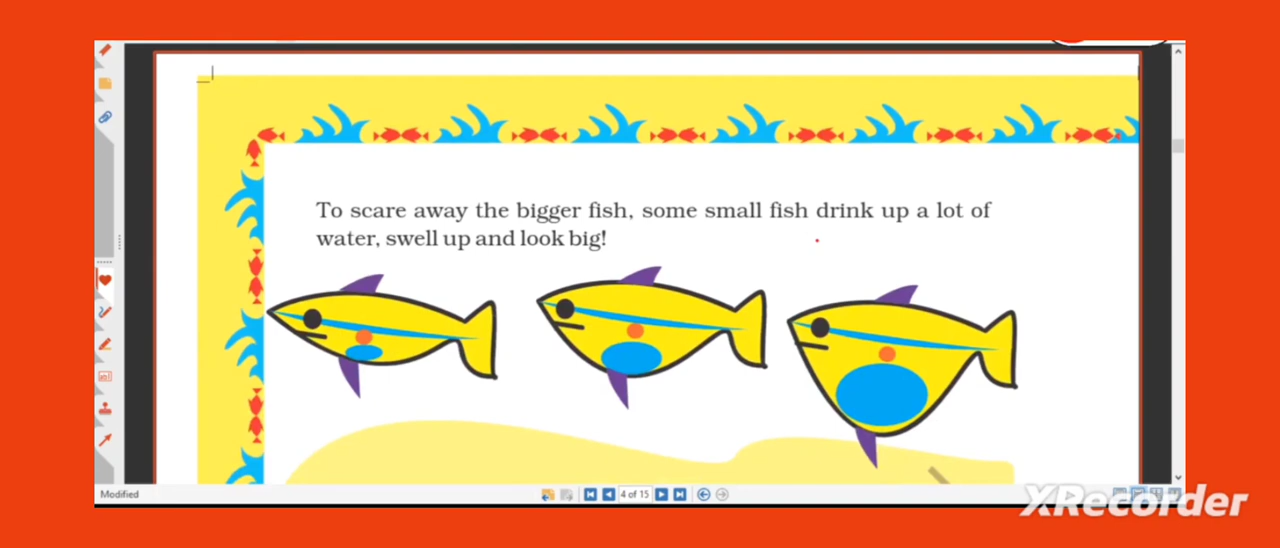 To scare away the bigger fish, some small fish drink up a lot of
water, swell up and look big!
Modified
4 of 15
XRecorder